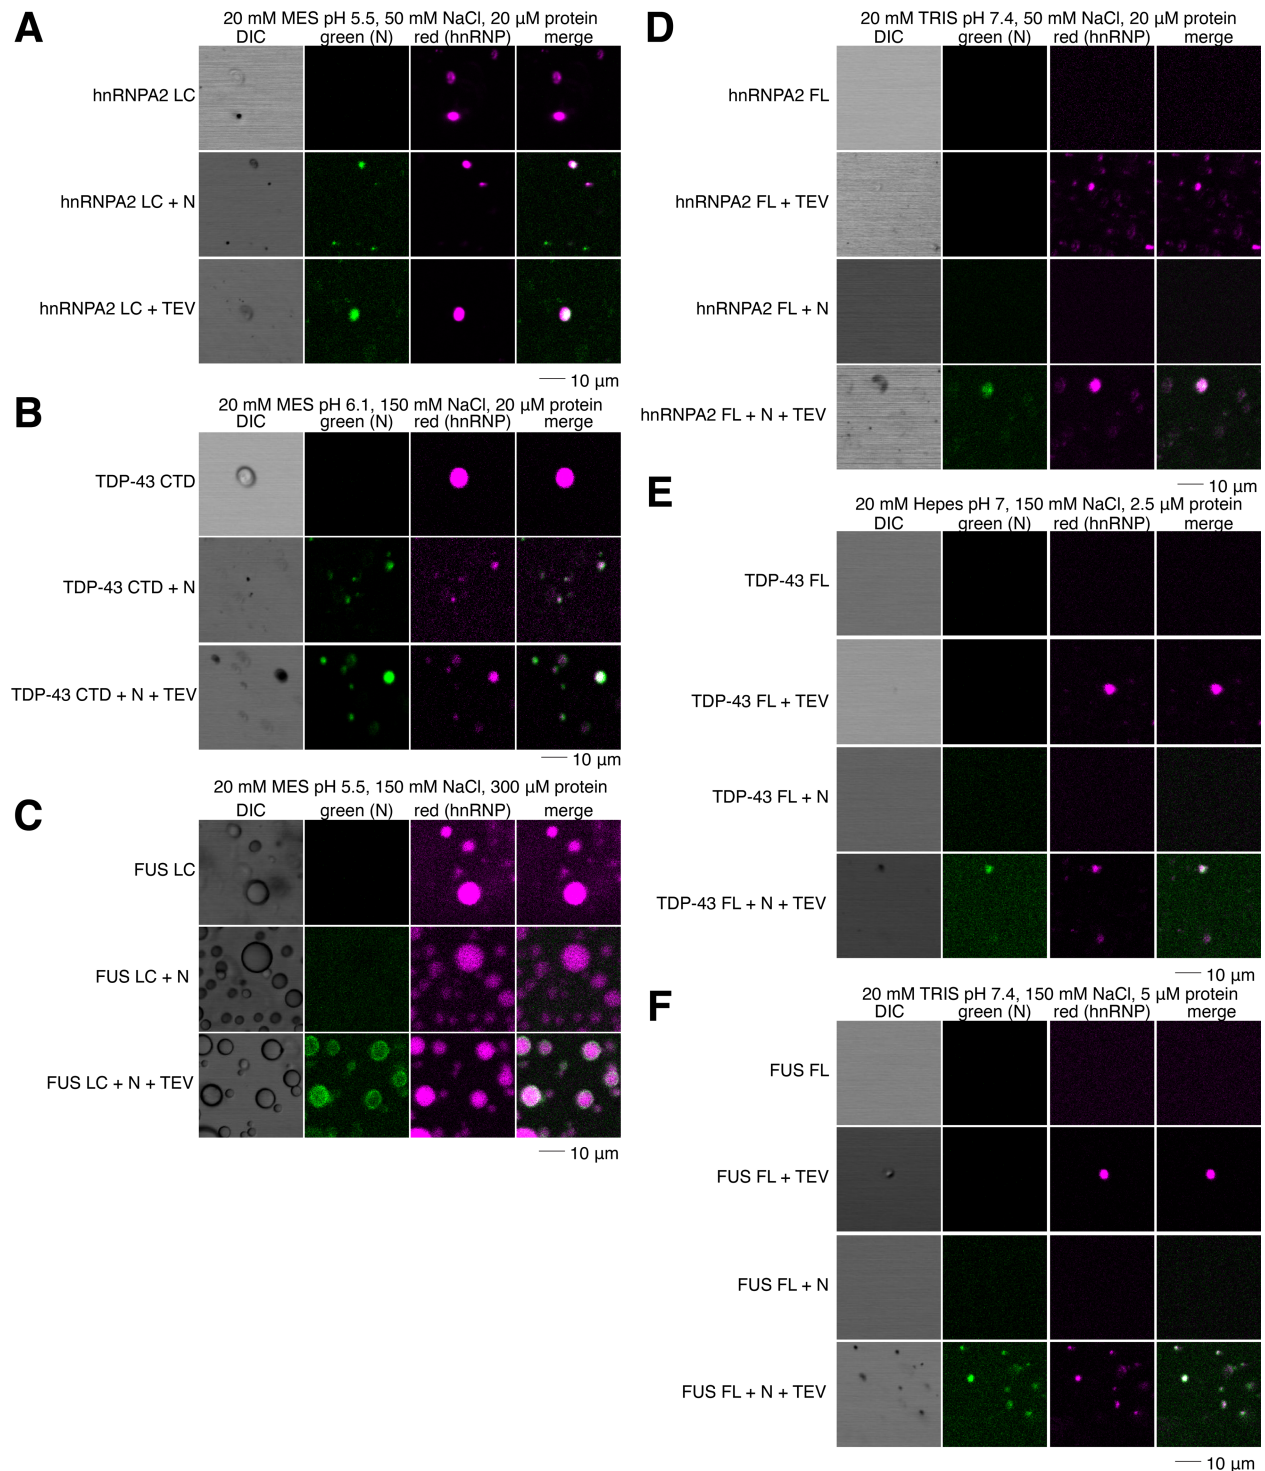 A
20 mM MES pH 5.5, 50 mM NaCl, 20 μM protein
DIC green (N) red (hnRNP) merge
hnRNPA2 LC
hnRNPA2 LC + N
hnRNPA2 LC + TEV
10 μm
B
20 mM MES pH 6.1, 150 mM NaCl, 20 μM protein
DIC green (N) red (hnRNP) merge
TDP-43 CTD
TDP-43 CTD + N
TDP-43 CTD + N + TEV
10 μm
C
20 mM MES pH 5.5, 150 mM NaCl, 300 μM protein
DIC green (N) red (hnRNP) merge
FUS LC
FUS LC + N
FUS LC + N + TEV
10 μm
D
20 mM TRIS pH 7.4, 50 mM NaCl, 20 μM protein
DIC green (N) red (hnRNP) merge
hnRNPA2 FL
hnRNPA2 FL + TEV
hnRNPA2 FL + N
hnRNPA2 FL + N + TEV
10 μm
E
20 mM Hepes pH 7, 150 mM NaCl, 2.5 μM protein
DIC green (N) red (hnRNP) merge
TDP-43 FL
TDP-43 FL + TEV
TDP-43 FL + N
TDP-43 FL + N + TEV
10 μm
F
20 mM TRIS pH 7.4, 150 mM NaCl, 5 μM protein
DIC green (N) red (hnRNP) merge
FUS FL
FUS FL + TEV
FUS FL + N
FUS FL + N + TEV
10 μm